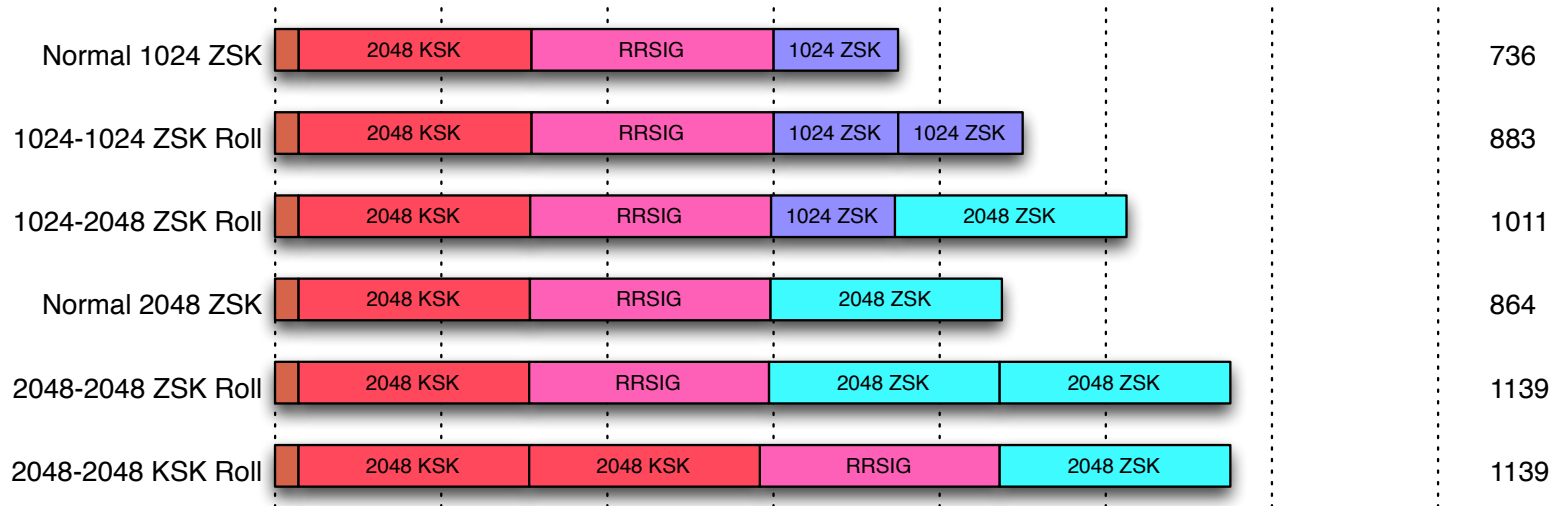 Normal 1024 ZSK 2048 KSK RRSIG 1024 ZSK 736
1024-1024 ZSK Roll 2048 KSK RRSIG 1024 ZSK 1024 ZSK 883
1024-2048 ZSK Roll 2048 KSK RRSIG 1024 ZSK 2048 ZSK 1011
Normal 2048 ZSK 2048 KSK RRSIG 2048 ZSK 864
2048-2048 ZSK Roll 2048 KSK RRSIG 2048 ZSK 2048 ZSK 1139
2048-2048 KSK Roll 2048 KSK 2048 KSK RRSIG 2048 ZSK 1139